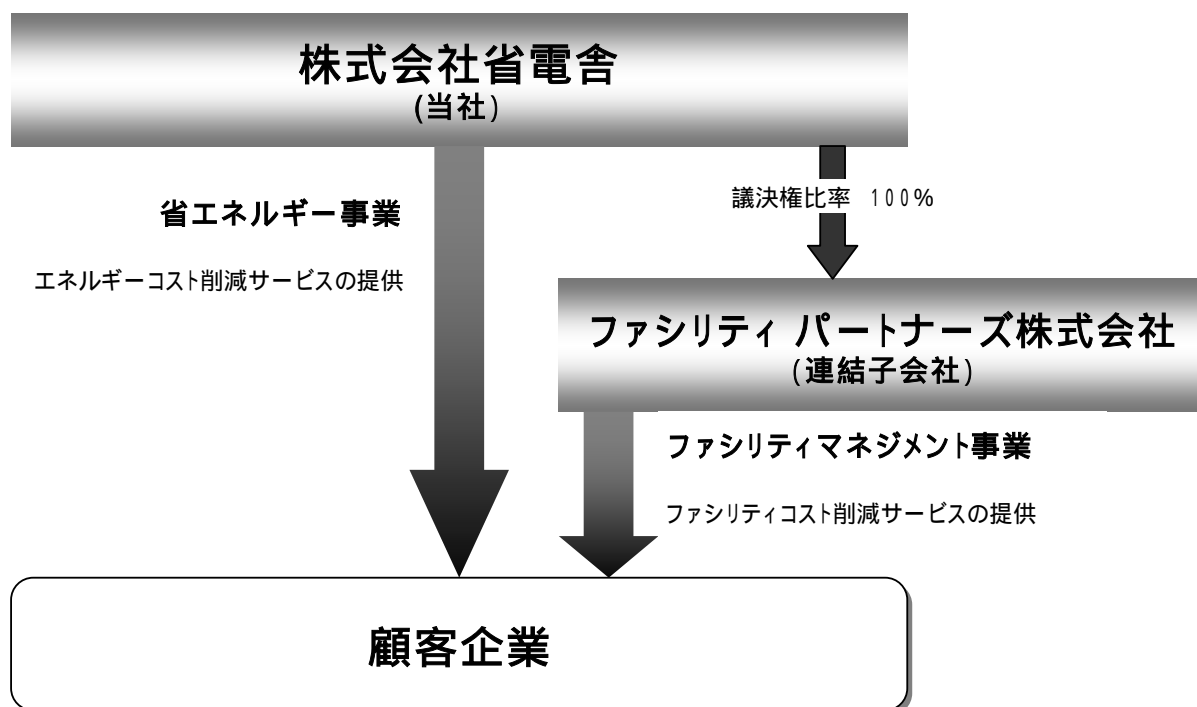 株式会社省電舎
(当社)
議決権比率 100%
省エネルギー事業
エネルギーコスト削減サービスの提供
ファシリティ パートナーズ株式会社
(連結子会社)
ファシリティマネジメント事業
ファシリティコスト削減サービスの提供
顧客企業